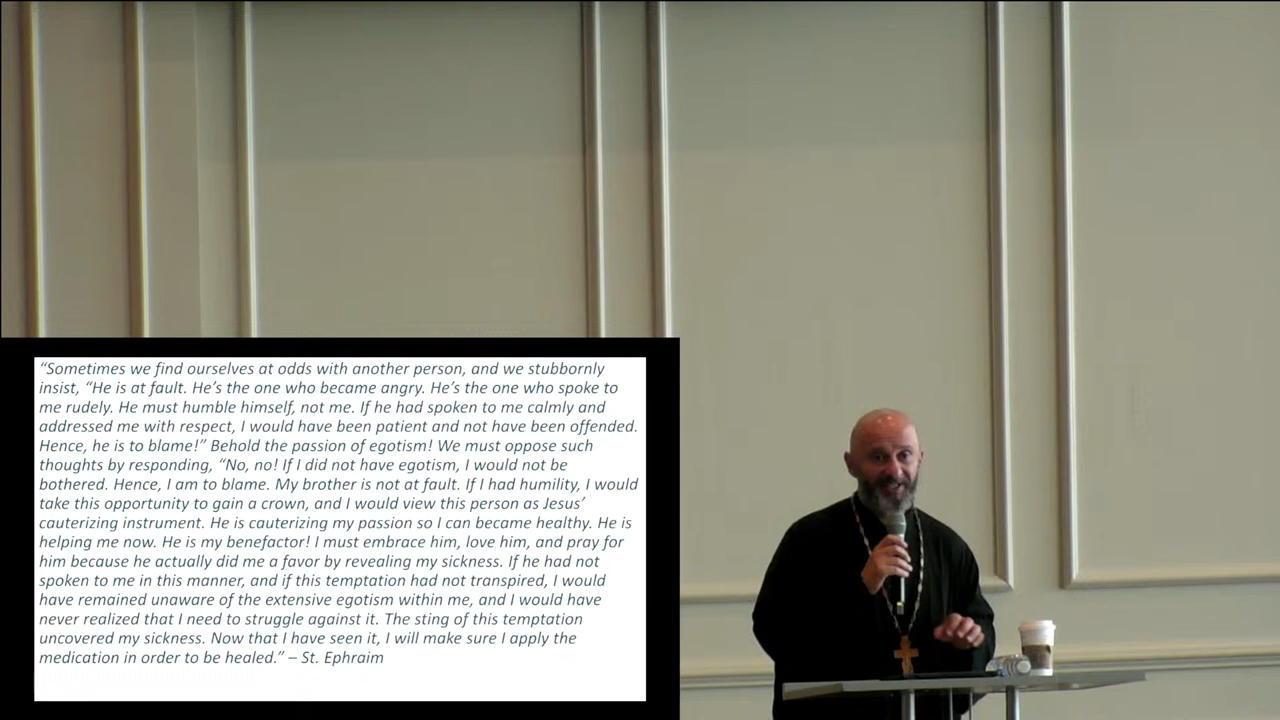 “Sometimes we find ourselves at odds with another person, and we stubbornly
insist, “He is at fault. He’s the one who became angry. He’s the one who spoke to
me rudely. He must humble himself, not me. If he had spoken to me calmly and
addressed me with respect, I would have been patient and not have been offended.
Hence, he is to blame!” Behold the passion of egotism! We must oppose such
thoughts by responding, “No, no! If I did not have egotism, I would not be
bothered. Hence, I am to blame. My brother is not at fault. If I had humility, I would
take this opportunity to gain a crown, and I would view this person as Jesus’
cauterizing instrument. He is cauterizing my passion so I can became healthy. He is
helping me now. He is my benefactor! I must embrace him, love him, and pray for
him because he actually did me a favor by revealing my sickness. If he had not
spoken to me in this manner, and if this temptation had not transpired, I would
have remained unaware of the extensive egotism within me, and I would have
never realized that I need to struggle against it. The sting of this temptation
uncovered my sickness. Now that I have seen it, I will make sure I apply the
medication in order to be healed.” – St. Ephraim